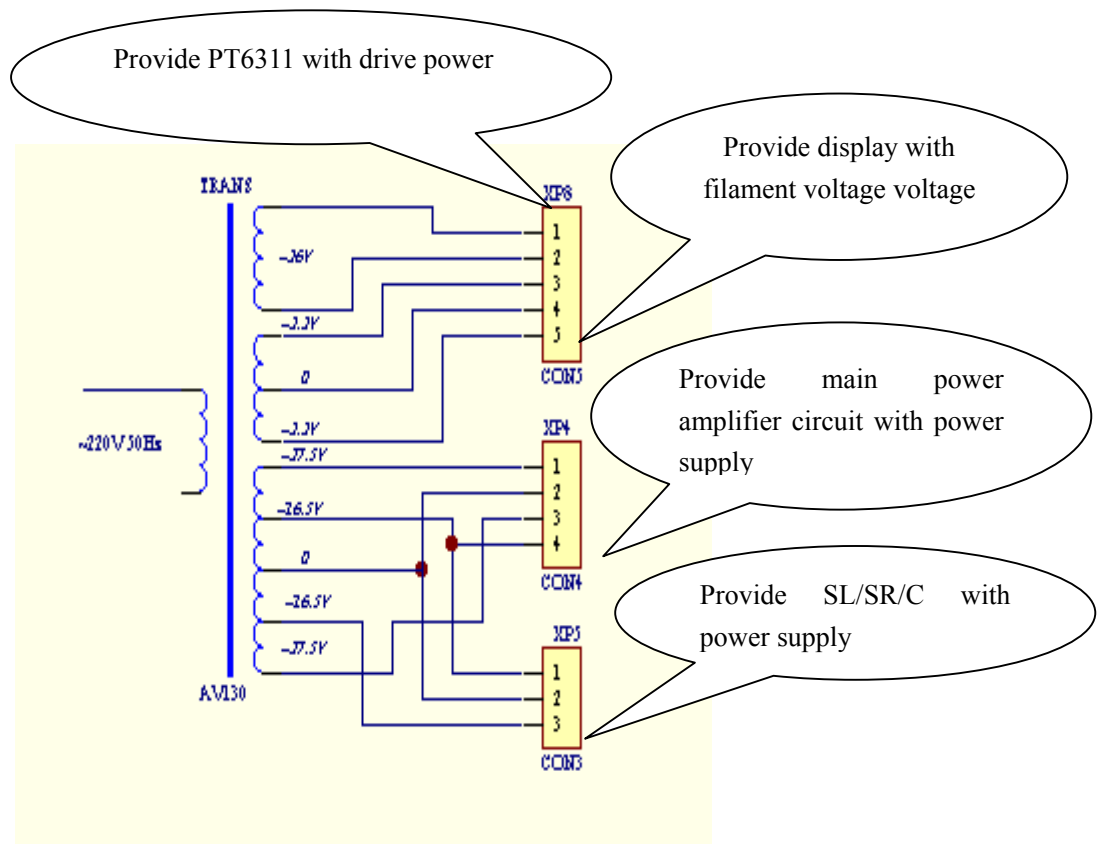 Provide PT6311 with drive power
Provide display with
filament voltage voltage
TRANS
XP8
1
2
3
4
5
CON5
~26V
~3.3V
0
~3.3V
~220V 50Hz
Provide main power
amplifier circuit with power
supply
XP4
1
2
3
4
CON4
~37.5V
~26.5V
0
~26.5V
~37.5V
Provide SL/SR/C with
power supply
XP5
1
2
3
CON3
AV130